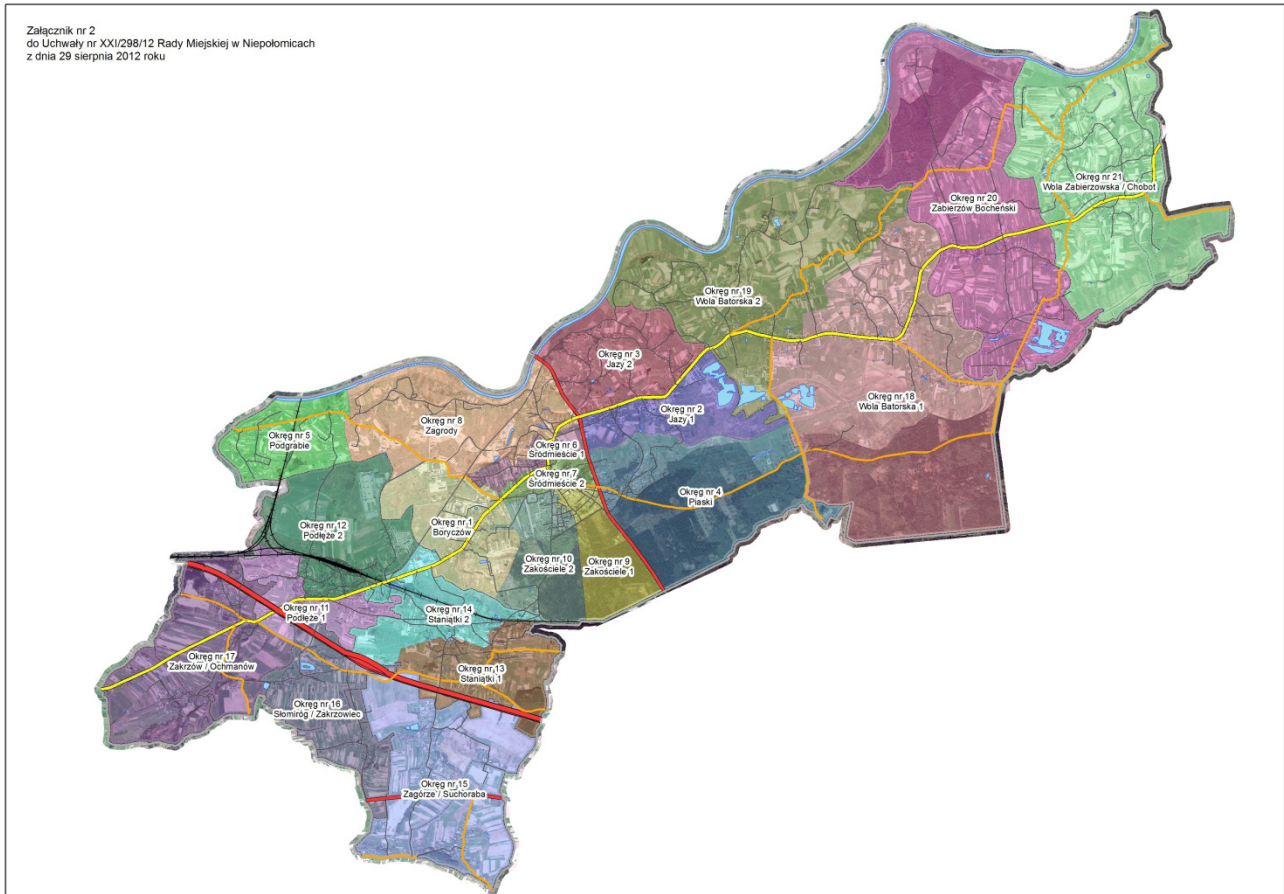 Załącznik nr 2
do Uchwały nr XXI/298/12 Rady Miejskiej w Niepołomicach
z dnia 29 sierpnia 2012 roku
Okręg nr 21
Wola Zabierzowska / Chobot
Okręg nr 20
Zabierzów Bocheński
Okręg nr 19
Wola Batorska 2
Okręg nr 3
Jazy 2
Okręg nr 18
Wola Batorska 1
Okręg nr 2
Jazy 1
Okręg nr 8
Zagrody
Okręg nr 5
Podgrabie
Okręg nr 6
Śródmieście 1
Okręg nr 7
Śródmieście 2
Okręg nr 4
Piaski
Okręg nr 1
Boryczów
Okręg nr 12
Podłęże 2
Okręg nr 10
Zakościele 2
Okręg nr 9
Zakościele 1
Okręg nr 11
Podłęże 1
Okręg nr 14
Staniątki 2
Okręg nr 17
Zakrzów / Ochmanów
Okręg nr 13
Staniątki 1
Okręg nr 16
Słomiróg / Zakrzowiec
Okręg nr 15
Zagórze / Suchoraba